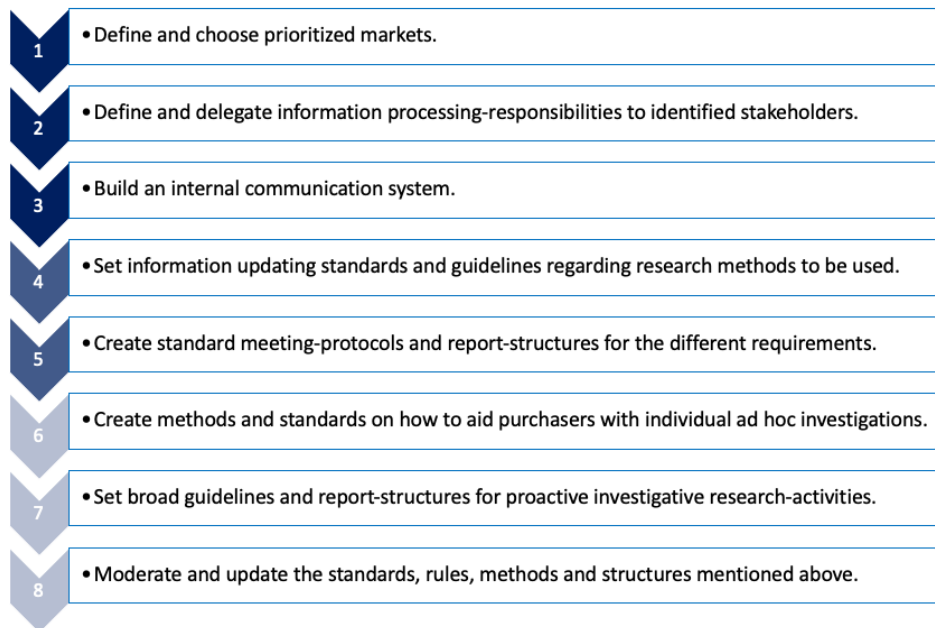 1
•Define and choose prioritized markets.
2
•Define and delegate information processing-responsibilities to identified stakeholders.
3
•Build an internal communication system.
4
•Set information updating standards and guidelines regarding research methods to be used.
5
•Create standard meeting-protocols and report-structures for the different requirements.
6
•Create methods and standards on how to aid purchasers with individual ad hoc investigations.
7
•Set broad guidelines and report-structures for proactive investigative research-activities.
8
•Moderate and update the standards, rules, methods and structures mentioned above.